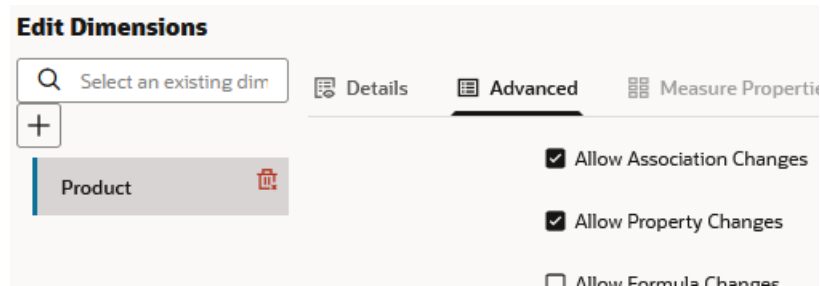 Edit Dimensions
Select an existing dim
Details Advanced Measure Propertie
Allow Association Changes
Product
Allow Property Changes
Allow Formula Changes